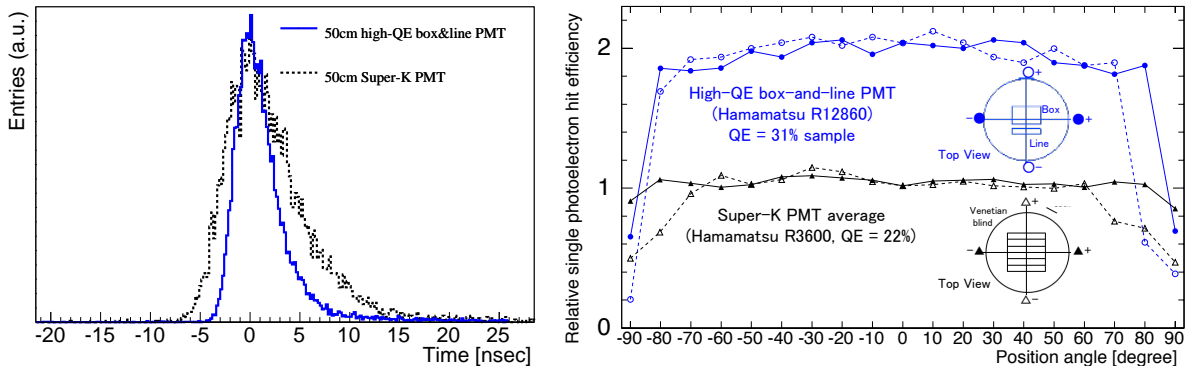 Entries (a.u.)
50cm high-QE box&line PMT
50cm Super-K PMT
-20 -15 -10 -5 0 5 10 15 20 25
Time [nsec]
Relative single photoelectron hit efficiency
2
1
0
High-QE box-and-line PMT
(Hamamatsu R12860)
QE = 31% sample
+
Box
- +
Line
Top View
-
Super-K PMT average
(Hamamatsu R3600, QE = 22%)
Venetian
blind
+
- +
Top View
-
-90 -80 -70 -60 -50 -40 -30 -20 -10 0 10 20 30 40 50 60 70 80 90
Position angle [degree]